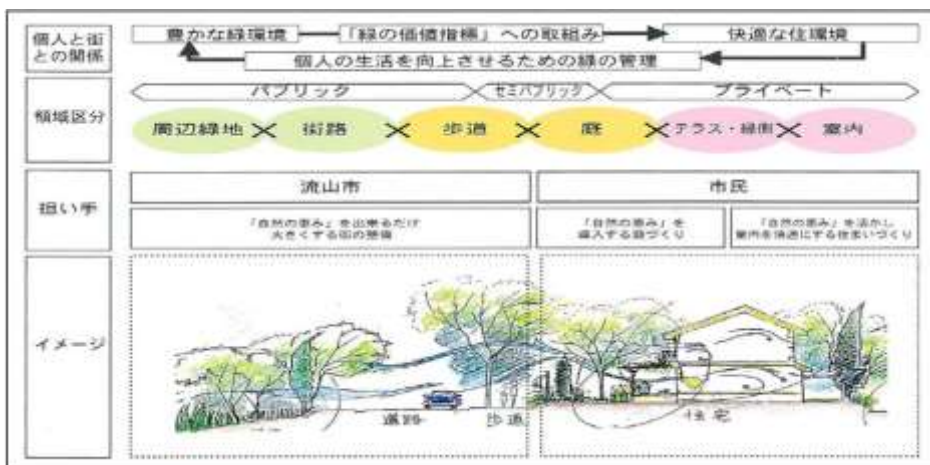 個人と街
との関係
豊かな緑環境
「緑の価値指標」への取組み
快適な住環境
個人の生活を向上させるための緑の管理
領域区分
パブリック
セミパブリック
プライベート
周辺緑地
街路
歩道
庭
テラス・縁側
室内
担い手
流山市
市民
「自然の恵み」を出来るだけ
大きくする街の整備
「自然の恵み」を
導入する庭づくり
「自然の恵み」を活かし
室内を快適にする住まいづくり
イメージ
道路
歩道
住宅